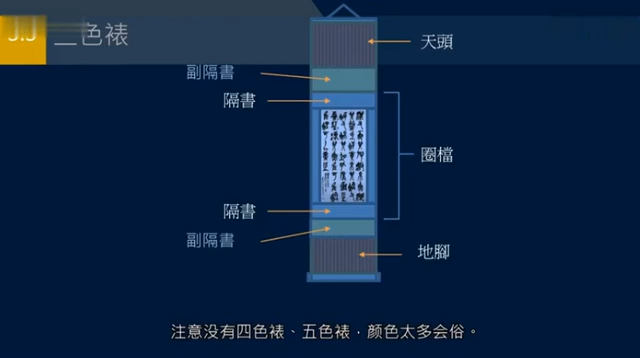 色裱
天頭
副隔書
隔書
圈檔
隔書
副隔書
地腳
注意没有四色裱、五色裱，颜色太多会俗。